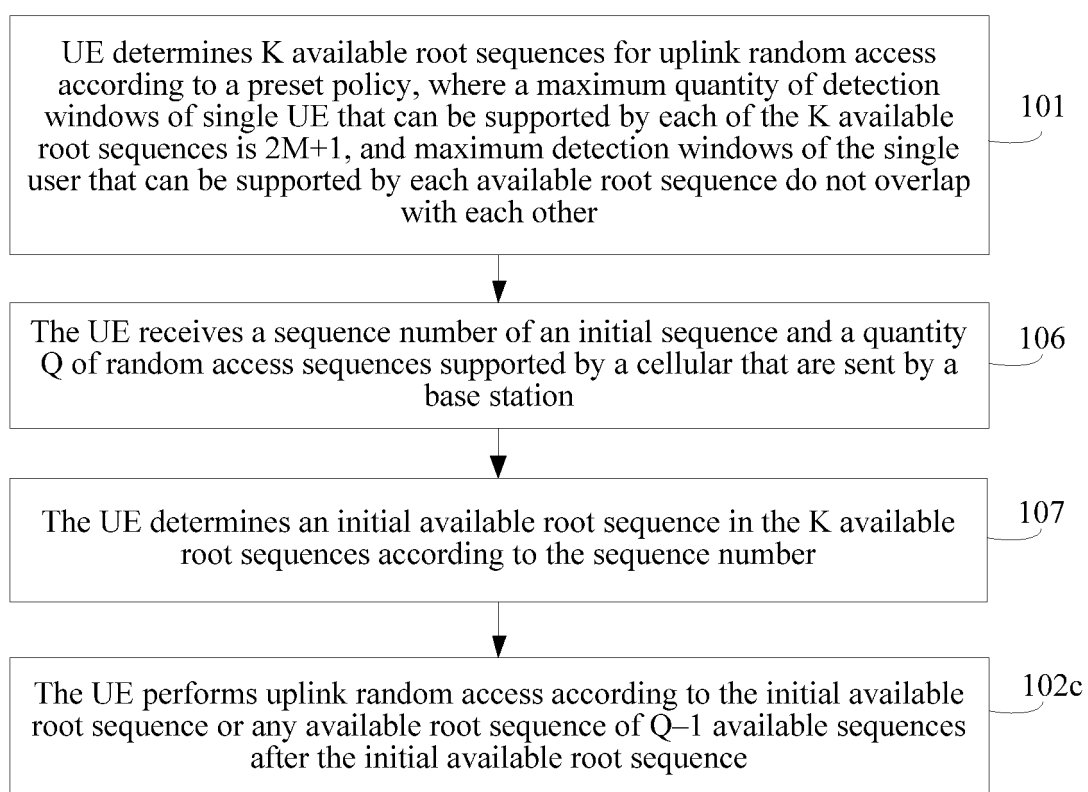 UE determines K available root sequences for uplink random access
according to a preset policy, where a maximum quantity of detection
windows of single UE that can be supported by each of the K available
root sequences is 2M+1, and maximum detection windows of the single
user that can be supported by each available root sequence do not overlap
with each other
101
The UE receives a sequence number of an initial sequence and a quantity
Q of random access sequences supported by a cellular that are sent by a
base station
106
The UE determines an initial available root sequence in the K available
root sequences according to the sequence number
107
The UE performs uplink random access according to the initial available
root sequence or any available root sequence of Q–1 available sequences
after the initial available root sequence
102c